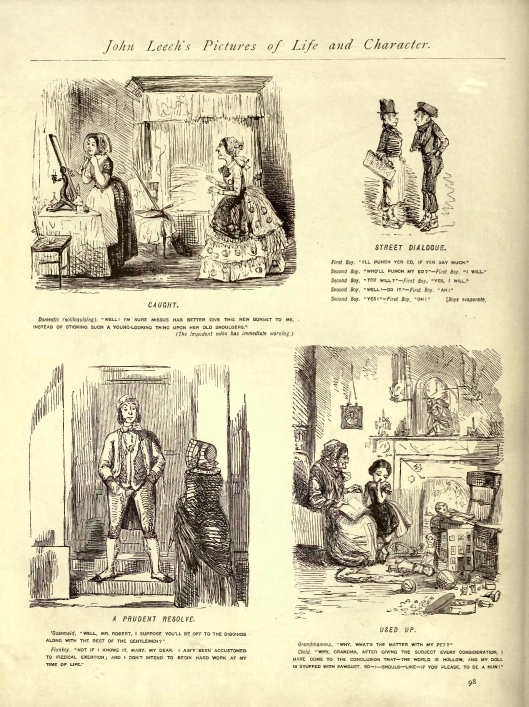 John Leech's Pictures of Life and Character.
CAUGHT.
Domestic (soliloquising). "WELL! I'M SURE MISSUS HAD BETTER GIVE THIS NEW BONNET TO ME,
INSTEAD OF STICKING SUCH A YOUNG-LOOKING THING UPON HER OLD SHOULDERS."
(The impudent minx has immediate warning.)
STREET DIALOGUE.
First Boy. "I'LL PUNCH YER ED, IF YER SAY MUCH."
Second Boy. "WHO'LL PUNCH MY ED?"—First Boy. "I WILL."
Second Boy. "YOU WILL?"—First Boy. "YES, I WILL."
Second Boy. "WELL!—DO IT."—First Boy. "AH!"
Second Boy. "YES!"—First Boy. "OH!" [Boys evaporate.
A PRUDENT RESOLVE.
"WELL, MR. ROBERT, I SUPPOSE YOU'LL BE OFF TO THE DIGGINGS
ALONG WITH THE REST OF THE GENTLEMEN?"
Flunkey. "NOT IF I KNOWS IT, MARY, MY DEAR. I AIN'T BEEN ACCUSTOMED
TO FIZZICAL EXERTION; AND I DON'T INTEND TO BEGIN HARD WORK AT MY
TIME OF LIFE."
USED UP.
Grandmamma. "WHY, WHAT'S THE MATTER WITH MY PET?"
Child. "WHY, GRANDMA, AFTER GIVING THE SUBJECT EVERY CONSIDERATION, I
HAVE COME TO THE CONCLUSION THAT—THE WORLD IS HOLLOW, AND MY DOLL
IS STUFFED WITH SAWDUST, SO—I—SHOULD—LIKE—IF YOU PLEASE, TO BE A NUN!"
98